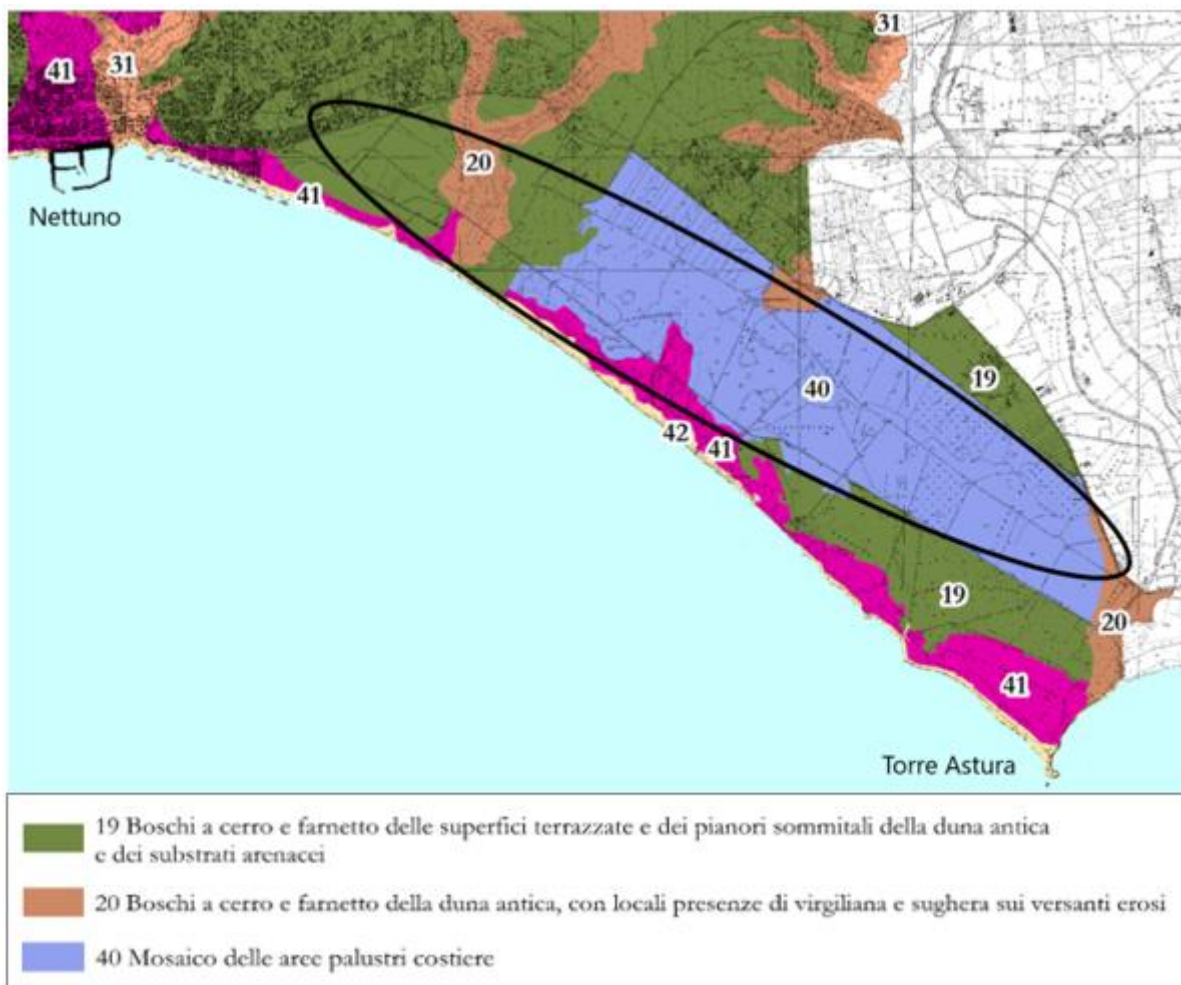 41
31
31
20
41
Nettuno
19
40
42
41
19
20
41
Torre Astura
19 Boschi a cerro e farnetto delle superfici terrazzate e dei pianori sommitali della duna antica
e dei substrati arenacei
20 Boschi a cerro e farnetto della duna antica, con locali presenze di virgiliana e sughera sui versanti erosi
40 Mosaico delle aree palustri costiere